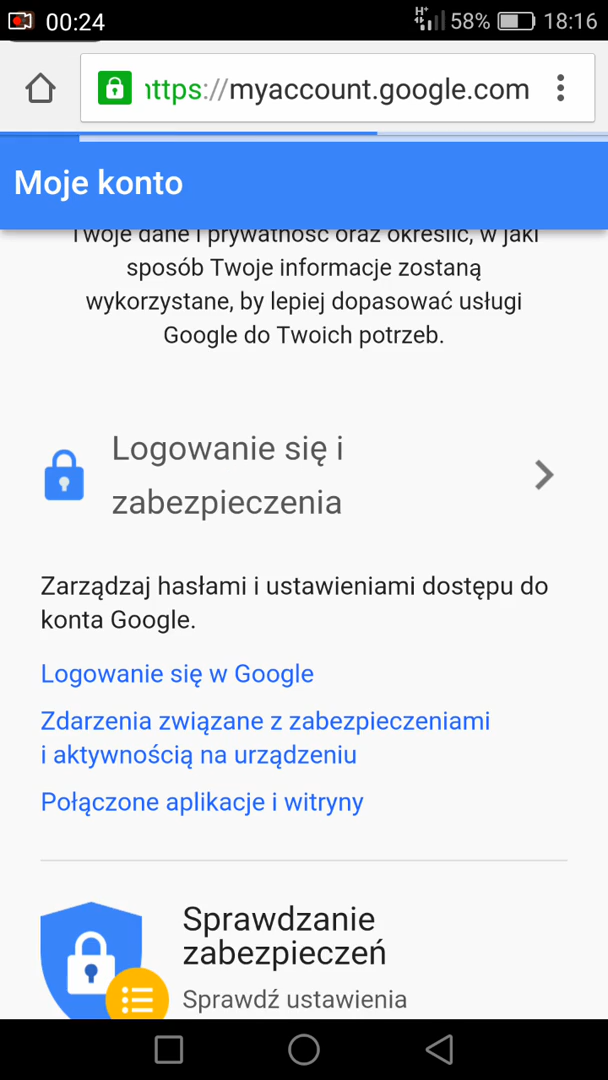 00:24 H+ 58% 18:16
https://myaccount.google.com
Moje konto
Twoje dane i prywatność oraz określić, w jaki
sposób Twoje informacje zostaną
wykorzystane, by lepiej dopasować usługi
Google do Twoich potrzeb.
Logowanie się i
zabezpieczenia
Zarządzaj hasłami i ustawieniami dostępu do
konta Google.
Logowanie się w Google
Zdarzenia związane z zabezpieczeniami
i aktywnością na urządzeniu
Połączone aplikacje i witryny
Sprawdzanie
zabezpieczeń
Sprawdź ustawienia